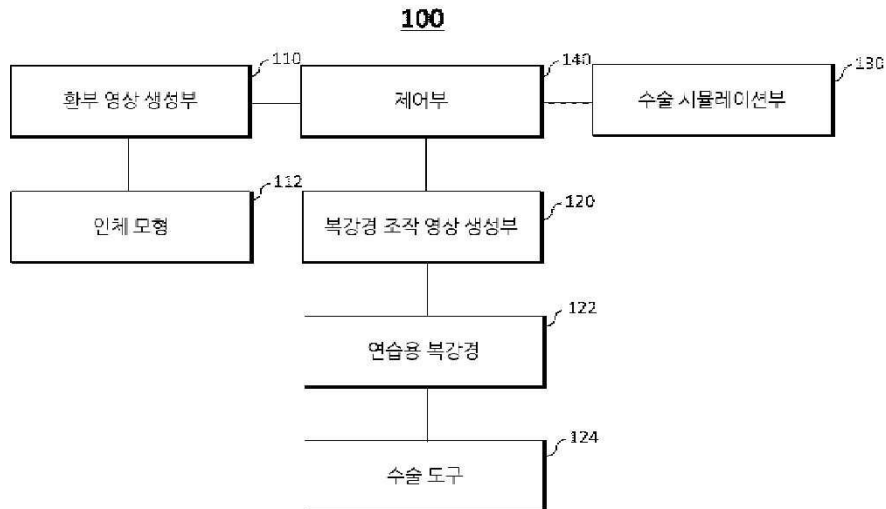 100
110
환부 영상 생성부
140
제어부
130
수술 시뮬레이션부
112
인체 모형
120
복강경 조작 영상 생성부
122
연습용 복강경
124
수술 도구